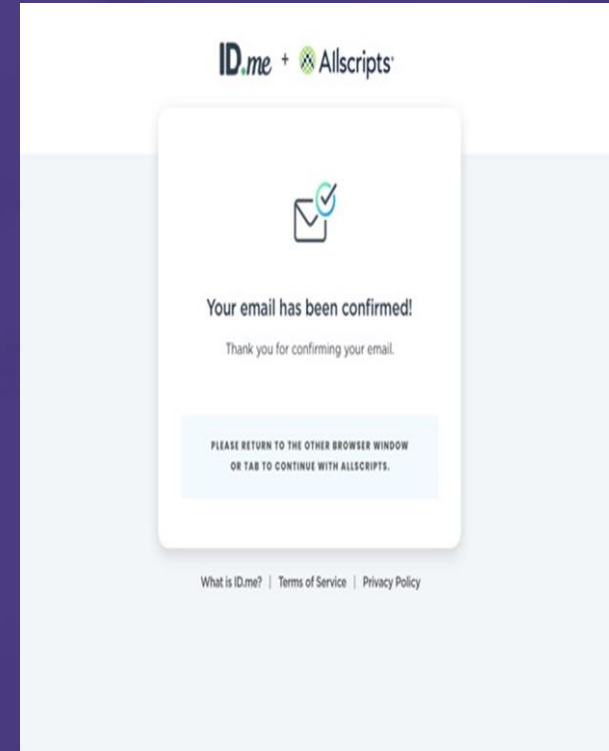 ID.me + Allscripts®
Your email has been confirmed!
Thank you for confirming your email.
PLEASE RETURN TO THE OTHER BROWSER WINDOW
OR TAB TO CONTINUE WITH ALLSCRIPTS.
What is ID.me? | Terms of Service | Privacy Policy